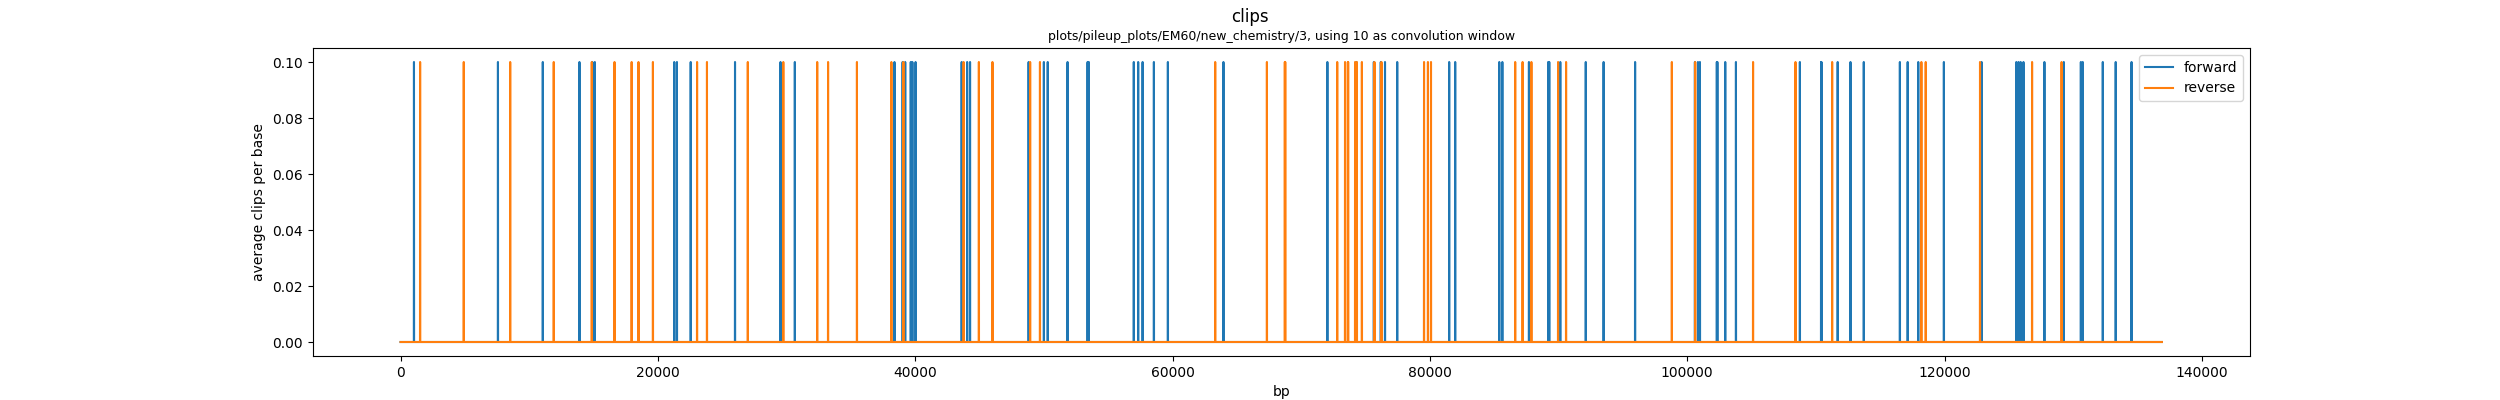 clips
plots/pileup_plots/EM60/new_chemistry/3, using 10 as convolution window
0.10
0.08
0.06
0.04
0.02
0.00
average clips per base
forward
reverse
0 20000 40000 60000 80000 100000 120000 140000
bp